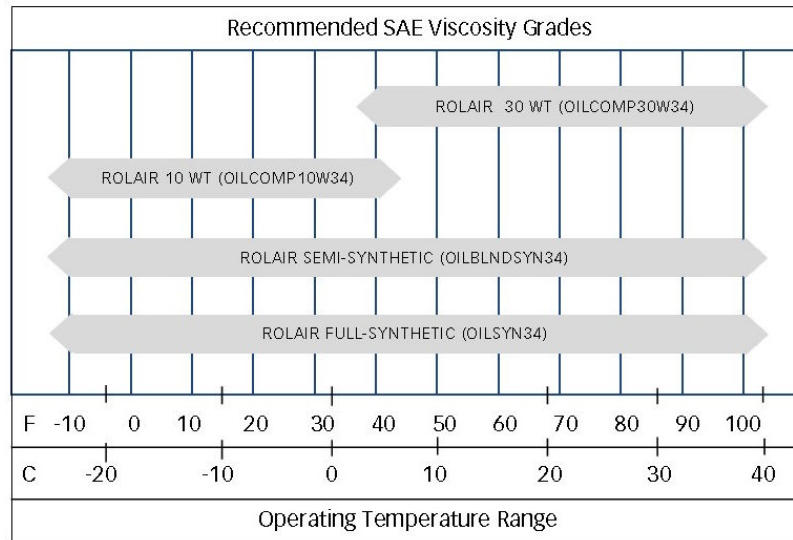 Recommended SAE Viscosity Grades
ROLAIR 30 WT (OILCOMP30W34)
ROLAIR 10 WT (OILCOMP10W34)
ROLAIR SEMI-SYNTHETIC (OILBLNDSYN34)
ROLAIR FULL-SYNTHETIC (OILSYN34)
F -10 0 10 20 30 40 50 60 70 80 90 100
C -20 -10 0 10 20 30 40
Operating Temperature Range